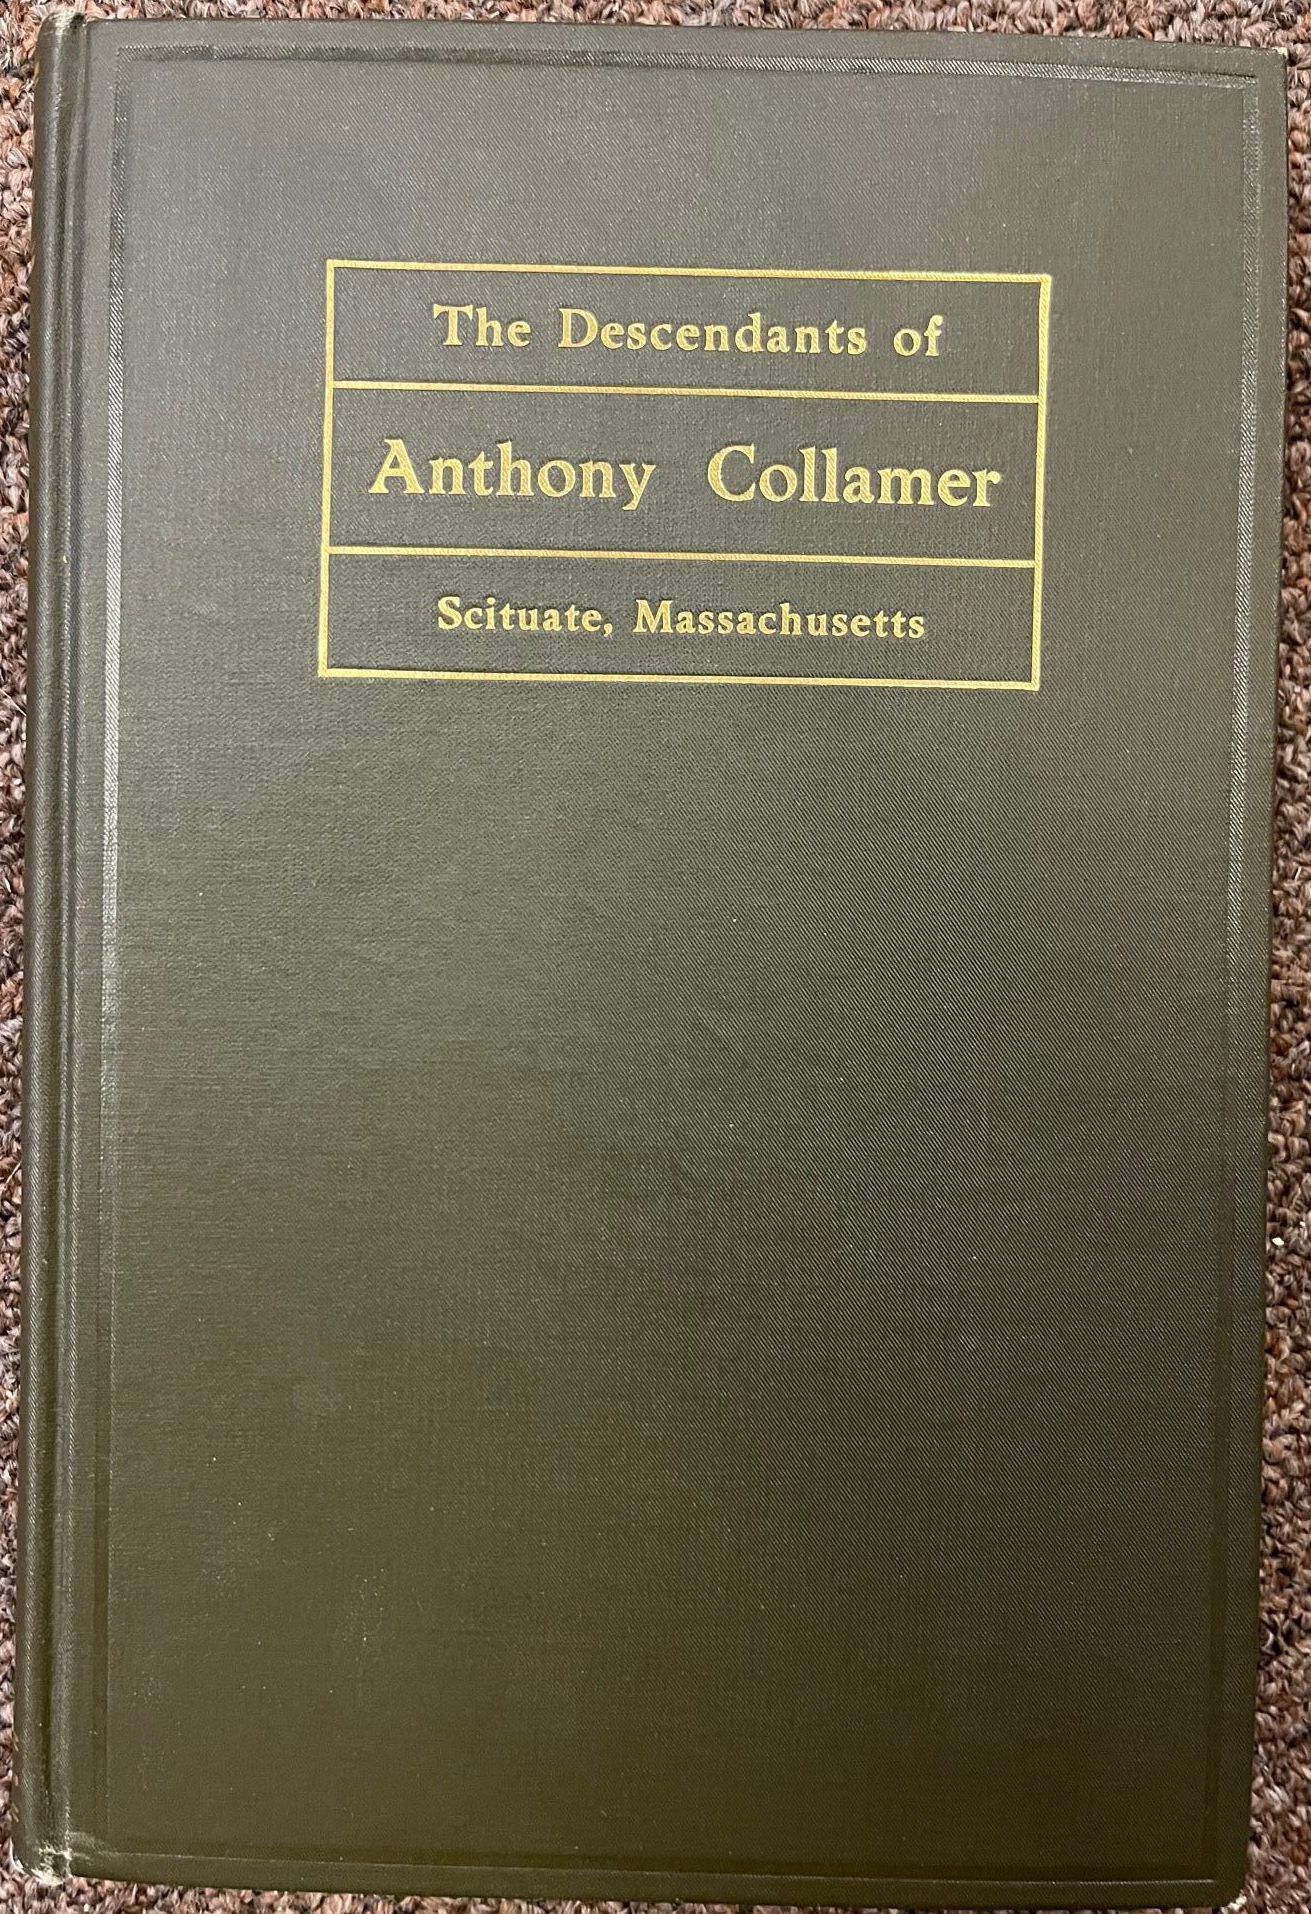 The Descendants of
Anthony Collamer
Scituate, Massachusetts